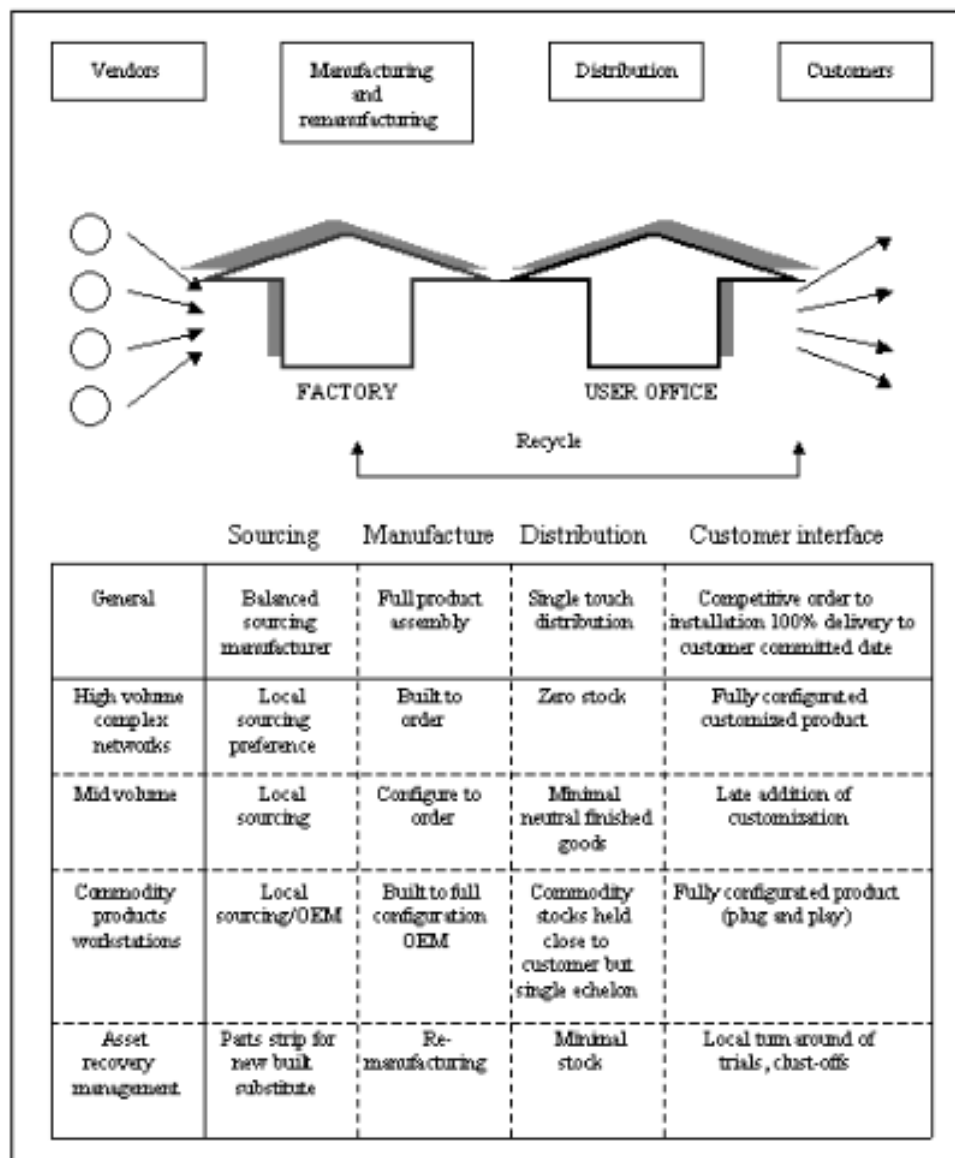 Vendors
Manufacturing
and
remanufacturing
Distribution
Customers
FACTORY
USER OFFICE
Recycle
Sourcing
Manufacture
Distribution
Customer interface
General
Balanced
sourcing
manufacturer
Full product
assembly
Single touch
distribution
Competitive order to
installation 100% delivery to
customer committed date
High volume
complex
networks
Local
sourcing
preference
Built to
order
Zero stock
Fully configurated
customized product
Mid volume
Local
sourcing
Configure to
order
Minimal
neutral finished
goods
Late addition of
customization
Commodity
products
workstations
Local
sourcing/OEM
Built to full
configuration
OEM
Commodity
stocks held
close to
customer but
single echelon
Fully configurated product
(plug and play)
Asset
recovery
management
Parts strip for
new built
substitute
Re-
manufacturing
Minimal
stock
Local turn around of
trials, clust-offs